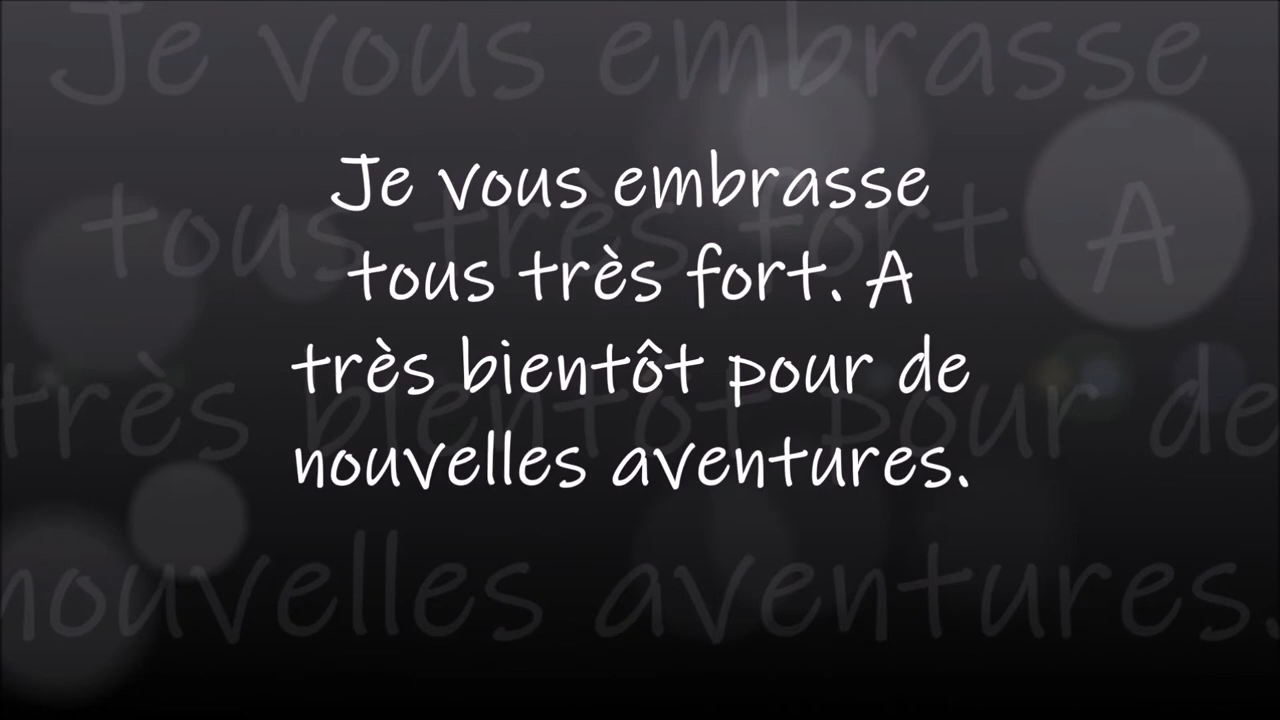 Je vous embrasse
tous très fort. A
très bientôt pour de
nouvelles aventures.